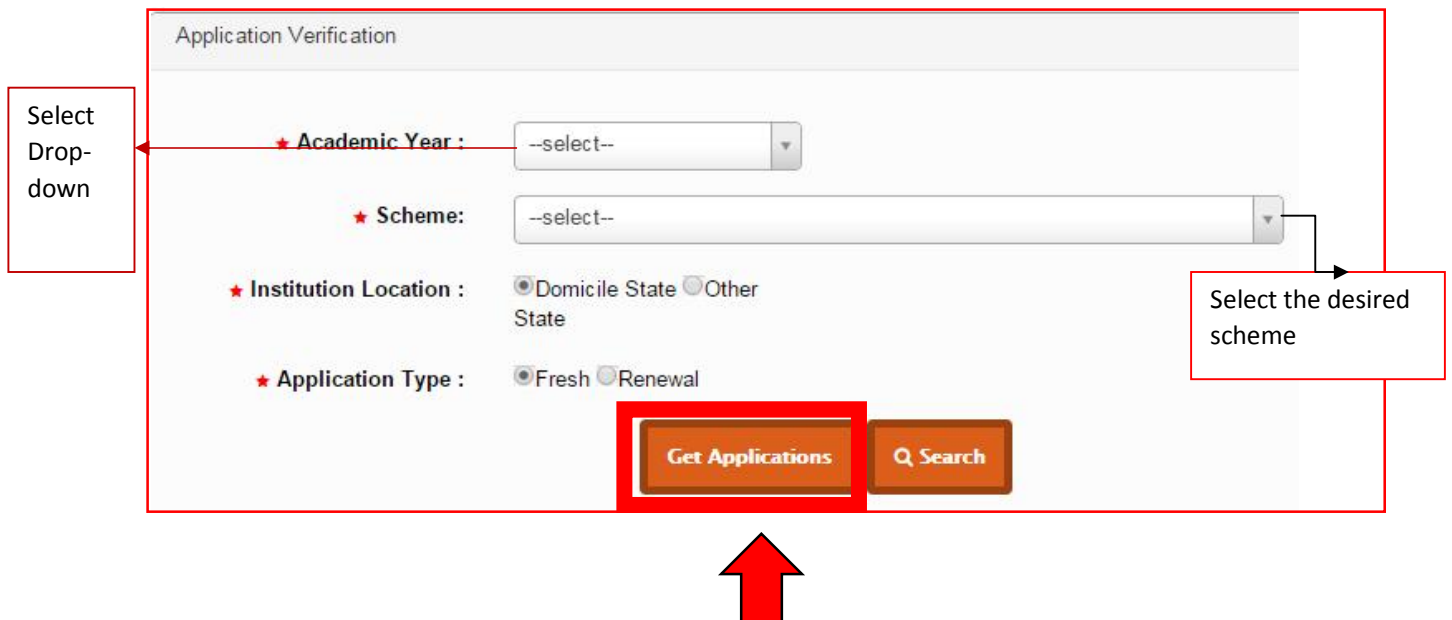 Application Verification
Select
Drop-
down
★ Academic Year :
--select--
★ Scheme:
--select--
★ Institution Location :
Domicile State Other
State
Select the desired
scheme
★ Application Type :
Fresh Renewal
Get Applications
Search